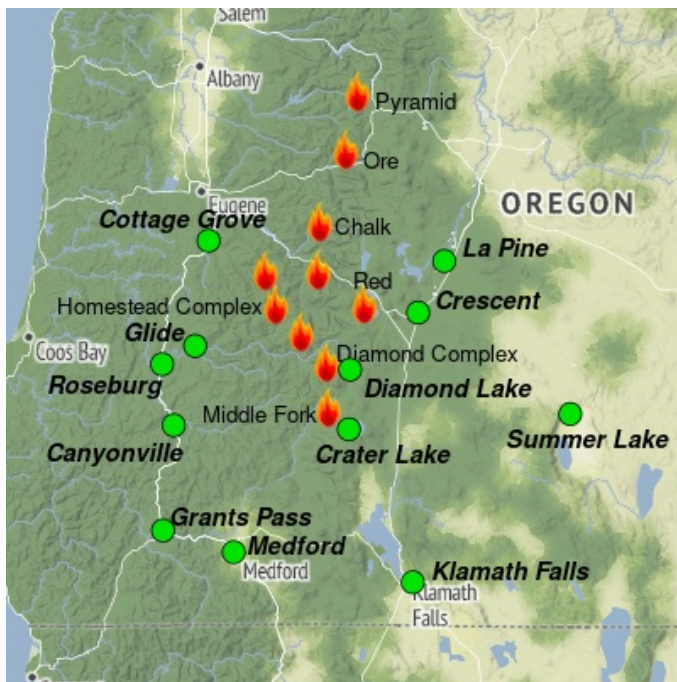 Salem
Albany
Pyramid
Ore
Eugene
OREGON
Cottage Grove
Chalk
La Pine
Red
Homestead Complex
Crescent
Glide
Coos Bay
Diamond Complex
Roseburg
Diamond Lake
Middle Fork
Canyonville
Crater Lake
Summer Lake
Grants Pass
Medford
Medford
Klamath Falls
Klamath
Falls